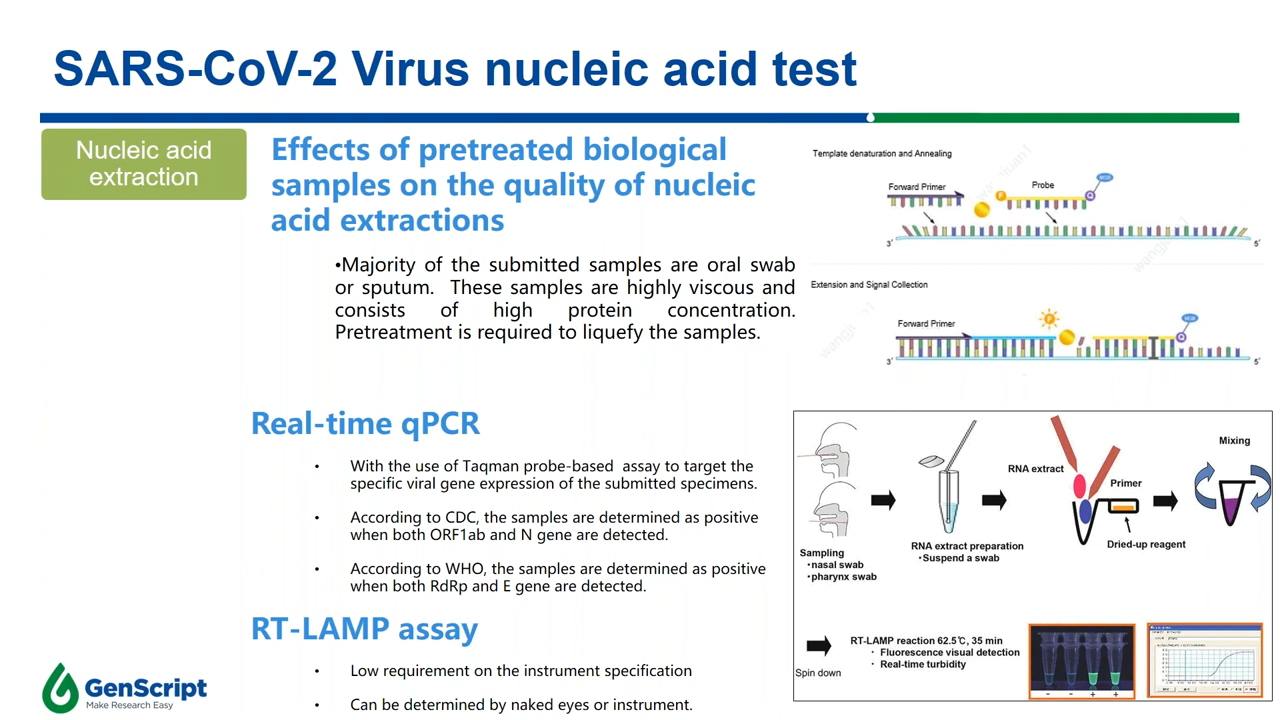 SARS-CoV-2 Virus nucleic acid test
Nucleic acid
extraction
Effects of pretreated biological
samples on the quality of nucleic
acid extractions
•Majority of the submitted samples are oral swab
or sputum. These samples are highly viscous and
consists of high protein concentration.
Pretreatment is required to liquefy the samples.
Real-time qPCR
• With the use of Taqman probe-based assay to target the
specific viral gene expression of the submitted specimens.
• According to CDC, the samples are determined as positive
when both ORF1ab and N gene are detected.
• According to WHO, the samples are determined as positive
when both RdRp and E gene are detected.
RT-LAMP assay
• Low requirement on the instrument specification
• Can be determined by naked eyes or instrument.
GenScript
Make Research Easy
Template denaturation and Annealing
Forward Primer
Probe
F
Q
MGB
3′
5′
Extension and Signal Collection
Forward Primer
F
Q
MGB
3′
5′
Sampling
•nasal swab
•pharynx swab
RNA extract preparation
•Suspend a swab
RNA extract
Primer
Dried-up reagent
Mixing
Spin down
RT-LAMP reaction 62.5℃, 35 min
• Fluorescence visual detection
• Real-time turbidity
- - + +